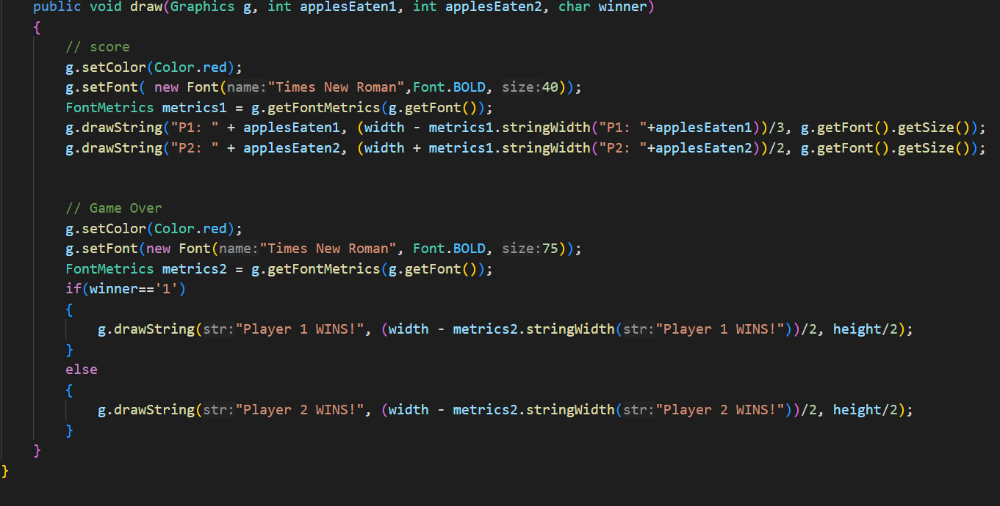 public void draw(Graphics g, int applesEaten1, int applesEaten2, char winner)
{
// score
g.setColor(Color.red);
g.setFont( new Font(name:"Times New Roman",Font.BOLD, size:40));
FontMetrics metrics1 = g.getFontMetrics(g.getFont());
g.drawString("P1: " + applesEaten1, (width - metrics1.stringWidth("P1: "+applesEaten1))/3, g.getFont().getSize());
g.drawString("P2: " + applesEaten2, (width + metrics1.stringWidth("P2: "+applesEaten2))/2, g.getFont().getSize());
// Game Over
g.setColor(Color.red);
g.setFont(new Font(name:"Times New Roman", Font.BOLD, size:75));
FontMetrics metrics2 = g.getFontMetrics(g.getFont());
if(winner=='1')
{
g.drawString(str:"Player 1 WINS!", (width - metrics2.stringWidth(str:"Player 1 WINS!"))/2, height/2);
}
else
{
g.drawString(str:"Player 2 WINS!", (width - metrics2.stringWidth(str:"Player 2 WINS!"))/2, height/2);
}
}
}